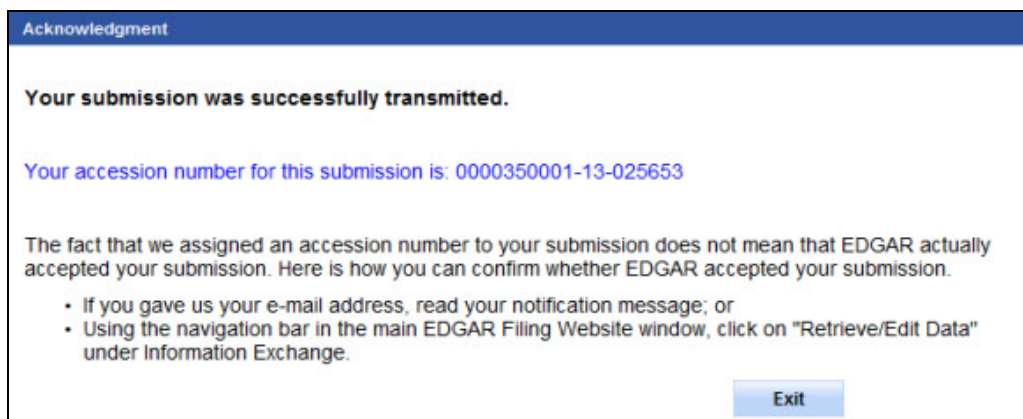 Acknowledgment
Your submission was successfully transmitted.
Your accession number for this submission is: 0000350001-13-025653
The fact that we assigned an accession number to your submission does not mean that EDGAR actually
accepted your submission. Here is how you can confirm whether EDGAR accepted your submission.
• If you gave us your e-mail address, read your notification message; or
• Using the navigation bar in the main EDGAR Filing Website window, click on "Retrieve/Edit Data"
under Information Exchange.
Exit